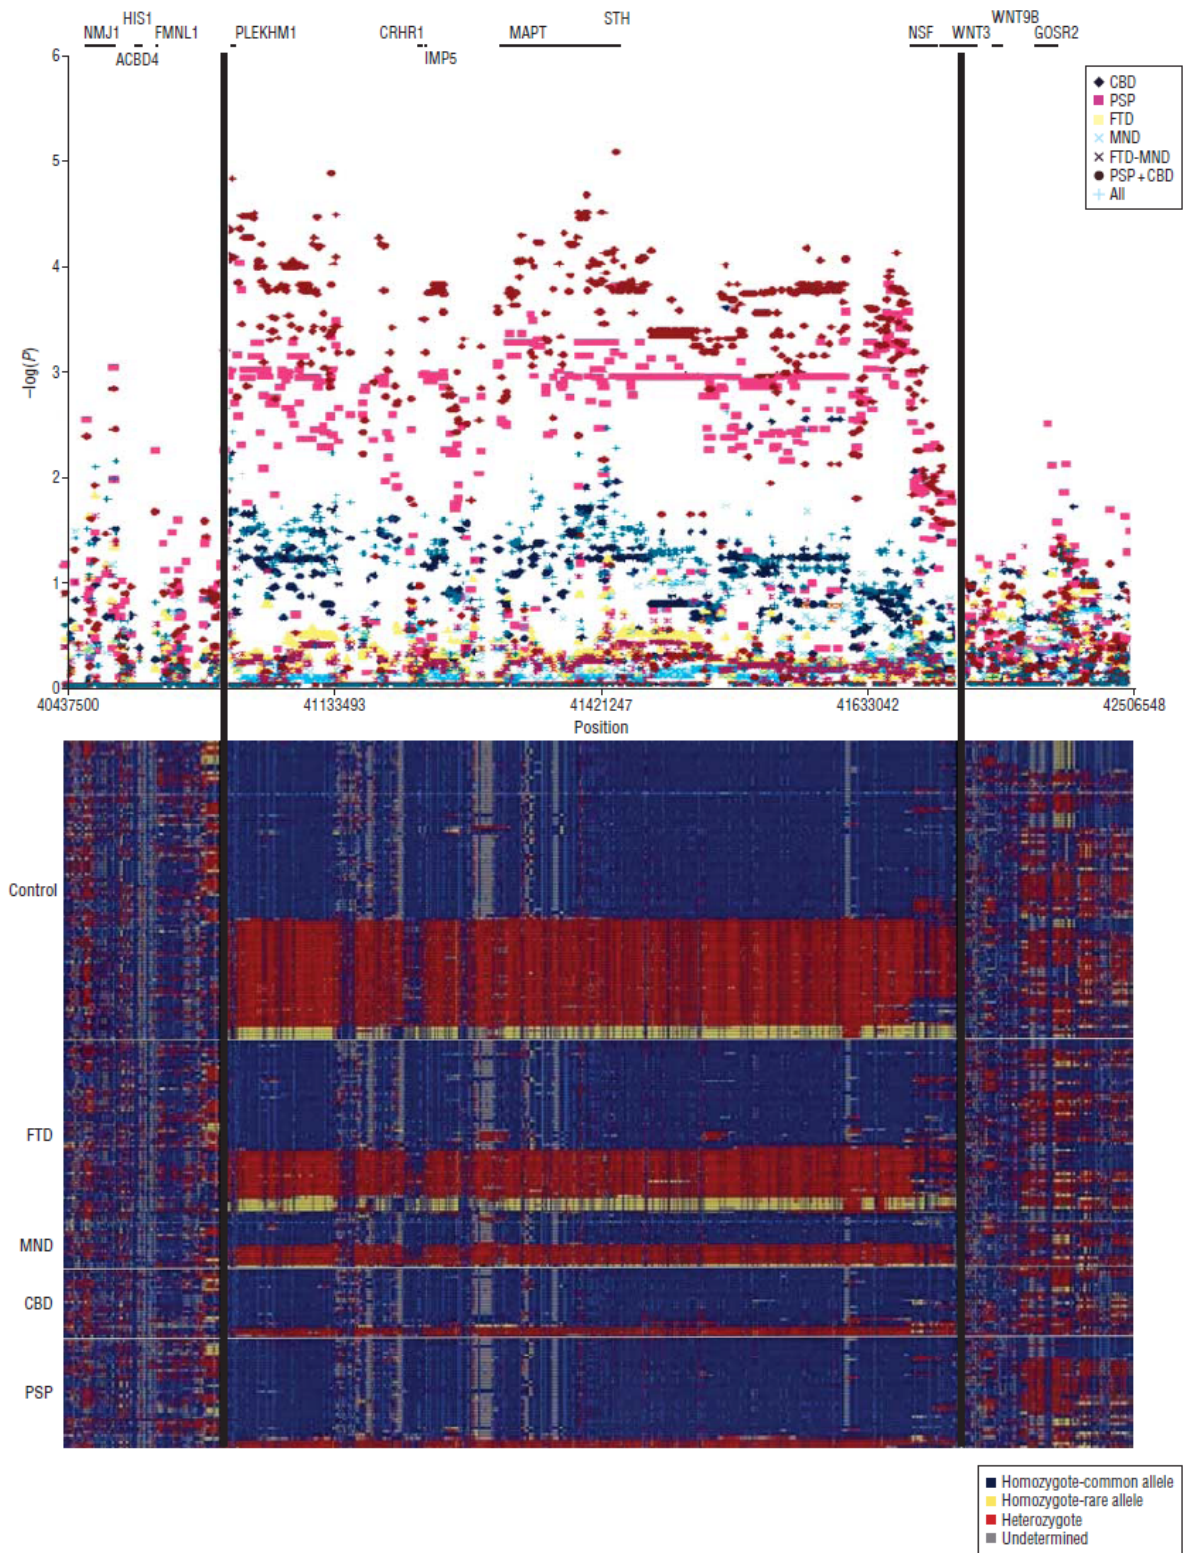 HIS1 STH WNT9B
NMJ1 FMNL1 PLEKHM1 CRHR1 MAPT NSF WNT3 GOSR2
ACBD4 IMP5
6
5
4
3
2
1
0
–log(P)
40437500 41133493 41421247 41633042 42506548
Position
CBD
PSP
FTD
MND
FTD-MND
PSP + CBD
All
Control
FTD
MND
CBD
PSP
Homozygote-common allele
Homozygote-rare allele
Heterozygote
Undetermined